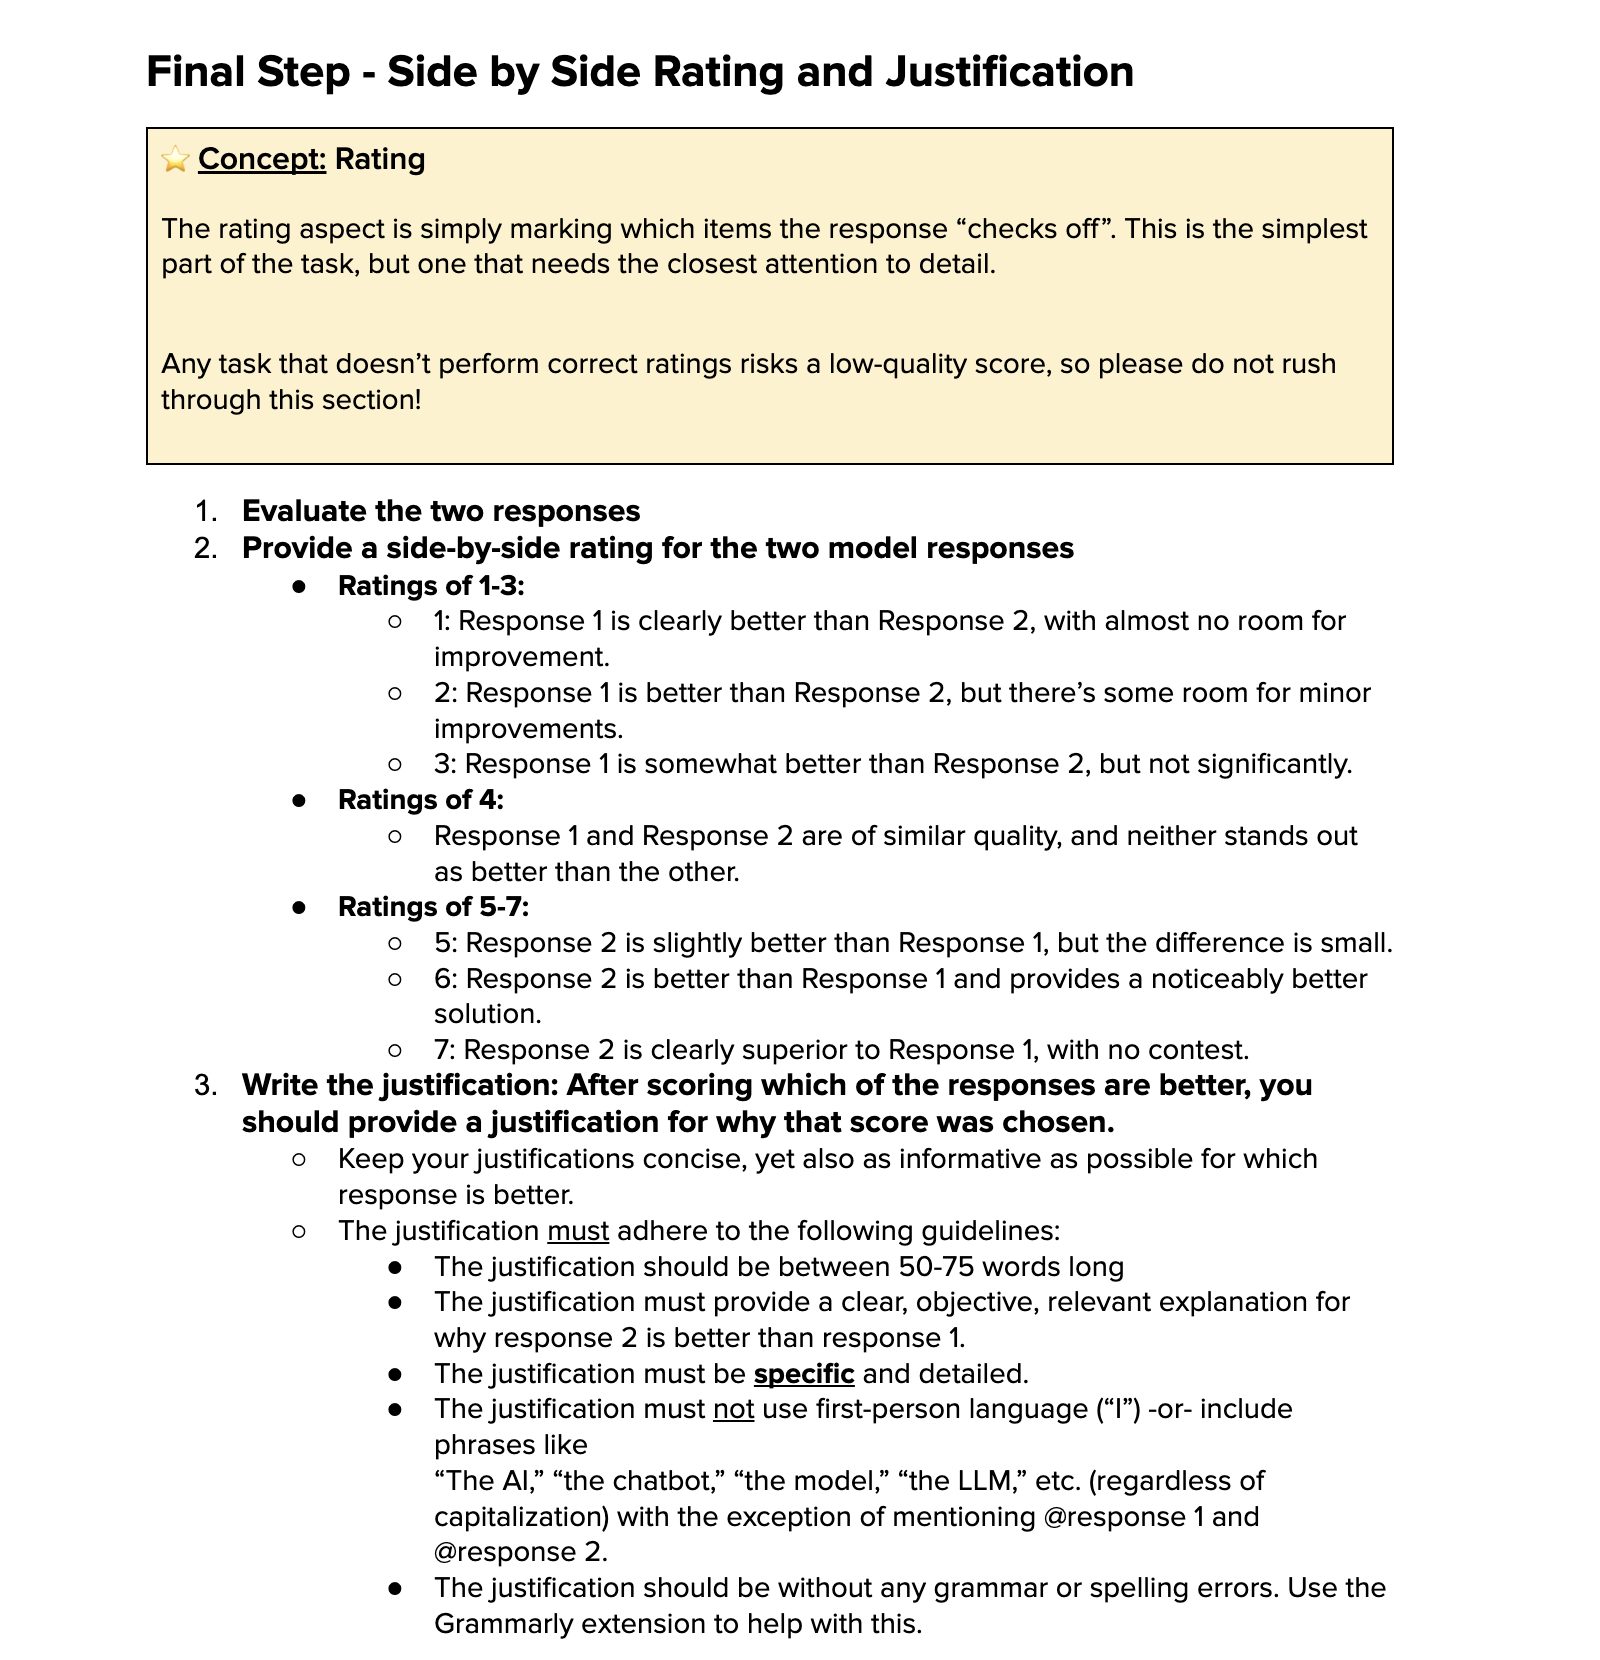 Final Step - Side by Side Rating and Justification
⭐ Concept: Rating
The rating aspect is simply marking which items the response “checks off”. This is the simplest
part of the task, but one that needs the closest attention to detail.
Any task that doesn’t perform correct ratings risks a low-quality score, so please do not rush
through this section!
1. Evaluate the two responses
2. Provide a side-by-side rating for the two model responses
● Ratings of 1-3:
○ 1: Response 1 is clearly better than Response 2, with almost no room for
improvement.
○ 2: Response 1 is better than Response 2, but there’s some room for minor
improvements.
○ 3: Response 1 is somewhat better than Response 2, but not significantly.
● Ratings of 4:
○ Response 1 and Response 2 are of similar quality, and neither stands out
as better than the other.
● Ratings of 5-7:
○ 5: Response 2 is slightly better than Response 1, but the difference is small.
○ 6: Response 2 is better than Response 1 and provides a noticeably better
solution.
○ 7: Response 2 is clearly superior to Response 1, with no contest.
3. Write the justification: After scoring which of the responses are better, you
should provide a justification for why that score was chosen.
○ Keep your justifications concise, yet also as informative as possible for which
response is better.
○ The justification must adhere to the following guidelines:
● The justification should be between 50-75 words long
● The justification must provide a clear, objective, relevant explanation for
why response 2 is better than response 1.
● The justification must be specific and detailed.
● The justification must not use first-person language (“I”) -or- include
phrases like
“The AI,” “the chatbot,” “the model,” “the LLM,” etc. (regardless of
capitalization) with the exception of mentioning @response 1 and
@response 2.
● The justification should be without any grammar or spelling errors. Use the
Grammarly extension to help with this.